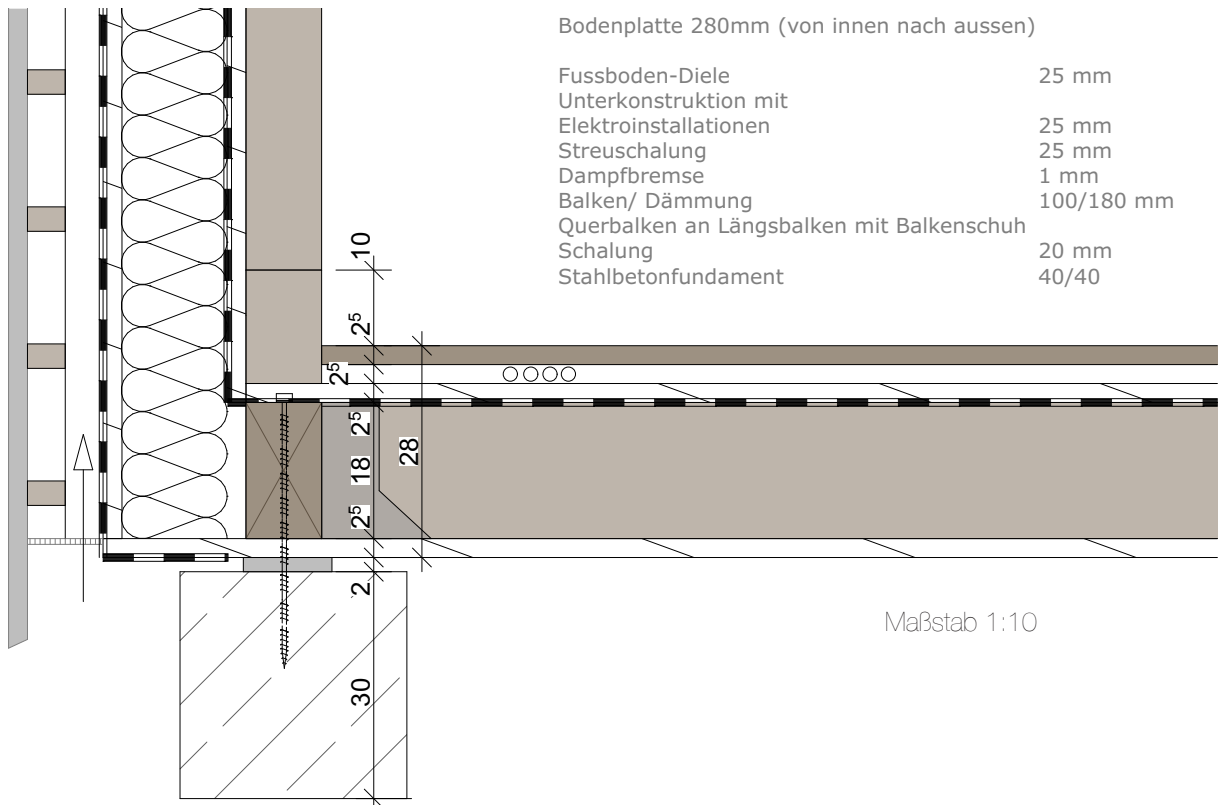 Bodenplatte 280mm (von innen nach aussen)
Fussboden-Diele 25 mm
Unterkonstruktion mit
Elektroinstallationen 25 mm
Streuschalung 25 mm
Dampfbremse 1 mm
Balken/ Dämmung 100/180 mm
Querbalken an Längsbalken mit Balkenschuh
Schalung 20 mm
Stahlbetonfundament 40/40
10
2⁵
2⁵
2⁵
18
28
2⁵
2
30
Maßstab 1:10